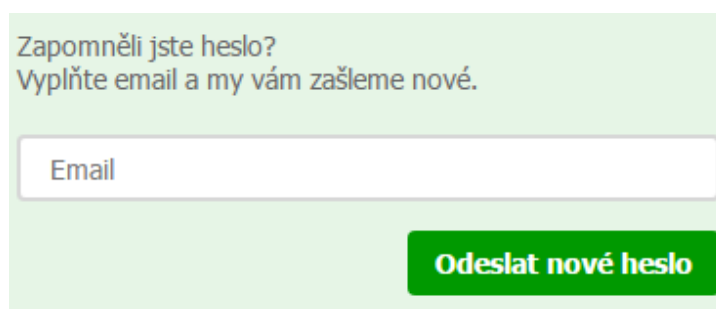 Zapomněli jste heslo?
Vyplňte email a my vám zašleme nové.
Email
Odeslat nové heslo